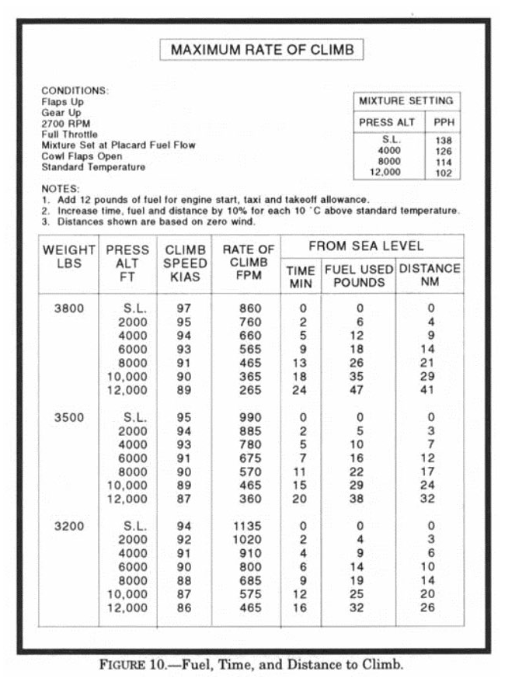 MAXIMUM RATE OF CLIMB
CONDITIONS:
Flaps Up
Gear Up
2700 RPM
Full Throttle
Mixture Set at Placard Fuel Flow
Cowl Flaps Open
Standard Temperature
MIXTURE SETTING
PRESS ALT PPH
S.L. 138
4000 126
8000 114
12,000 102
NOTES:
1. Add 12 pounds of fuel for engine start, taxi and takeoff allowance.
2. Increase time, fuel and distance by 10% for each 10 °C above standard temperature.
3. Distances shown are based on zero wind.
WEIGHT PRESS CLIMB RATE OF FROM SEA LEVEL
LBS ALT SPEED CLIMB TIME FUEL USED DISTANCE
FT KIAS FPM MIN POUNDS NM
3800 S.L. 97 860 0 0 0
2000 95 760 2 6 4
4000 94 660 5 12 9
6000 93 565 9 18 14
8000 91 465 13 26 21
10,000 90 365 18 35 29
12,000 89 265 24 47 41
3500 S.L. 95 990 0 0 0
2000 94 885 2 5 3
4000 93 780 5 10 7
6000 91 675 7 16 12
8000 90 570 11 22 17
10,000 89 465 15 29 24
12,000 87 360 20 38 32
3200 S.L. 94 1135 0 0 0
2000 92 1020 2 4 3
4000 91 910 4 9 6
6000 90 800 6 14 10
8000 88 685 9 19 14
10,000 87 575 12 25 20
12,000 86 465 16 32 26
FIGURE 10.—Fuel, Time, and Distance to Climb.